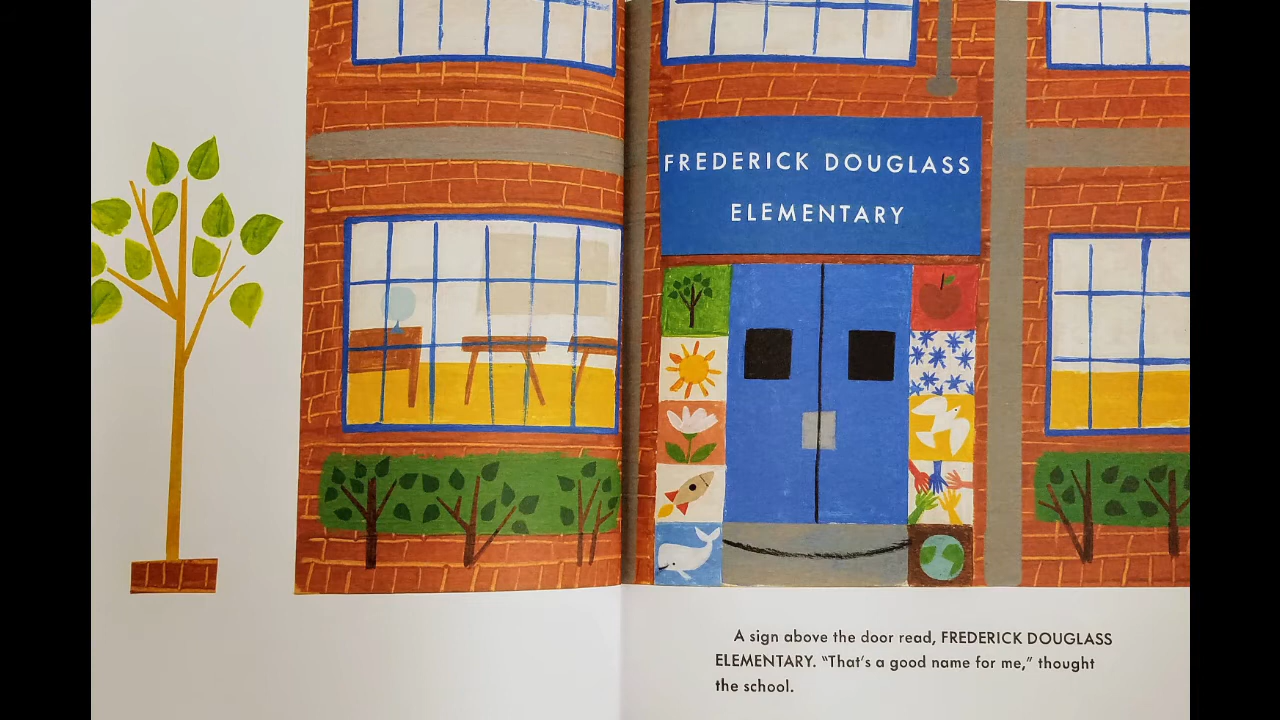 FREDERICK DOUGLASS
ELEMENTARY
A sign above the door read, FREDERICK DOUGLASS
ELEMENTARY. “That’s a good name for me,” thought
the school.